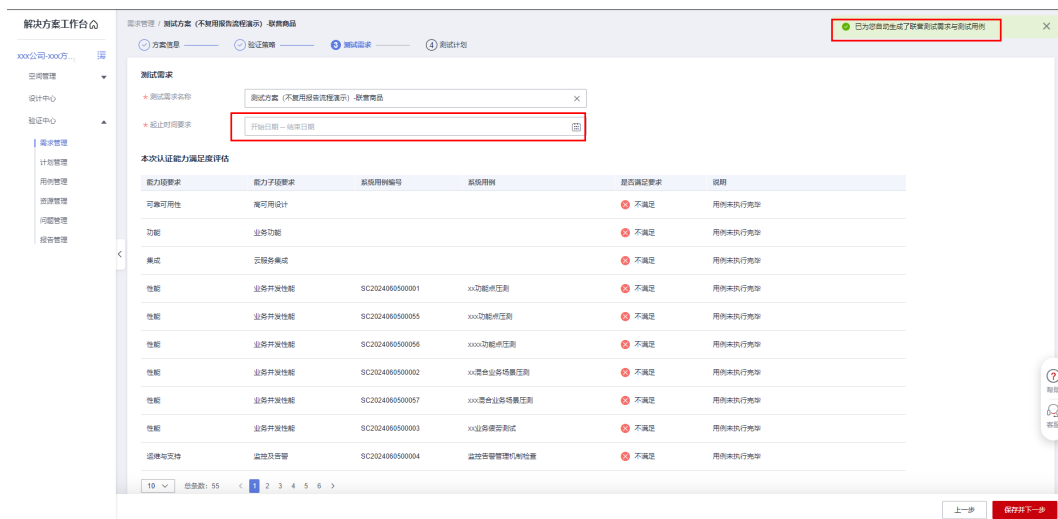 解决方案工作台
需求管理 / 测试方案（不复用报告流程演示）-联营商品
已为您自动生成了联营测试需求与测试用例
方案信息
验证策略
3 测试需求
4 测试计划
xxx公司-xxx方...
空间管理
设计中心
验证中心
需求管理
计划管理
用例管理
资源管理
问题管理
报告管理
测试需求
* 测试需求名称
测试方案（不复用报告流程演示）-联营商品
* 起止时间要求
开始日期 – 结束日期
本次认证能力满足度评估
能力项要求 能力子项要求 系统用例编号 系统用例 是否满足要求 说明
可靠可用性 高可用设计 不满足 用例未执行完毕
功能 业务功能 不满足 用例未执行完毕
集成 云服务集成 不满足 用例未执行完毕
性能 业务并发性能 SC2024060500001 xx功能点压测 不满足 用例未执行完毕
性能 业务并发性能 SC2024060500055 xxx功能点压测 不满足 用例未执行完毕
性能 业务并发性能 SC2024060500056 xxxx功能点压测 不满足 用例未执行完毕
性能 业务并发性能 SC2024060500002 xx混合业务场景压测 不满足 用例未执行完毕
性能 业务并发性能 SC2024060500057 xxx混合业务场景压测 不满足 用例未执行完毕
性能 业务并发性能 SC2024060500003 xx业务疲劳测试 不满足 用例未执行完毕
运维与支持 监控及告警 SC2024060500004 监控告警管理机制检查 不满足 用例未执行完毕
10 总条数: 55 < 1 2 3 4 5 6 >
上一步
保存并下一步